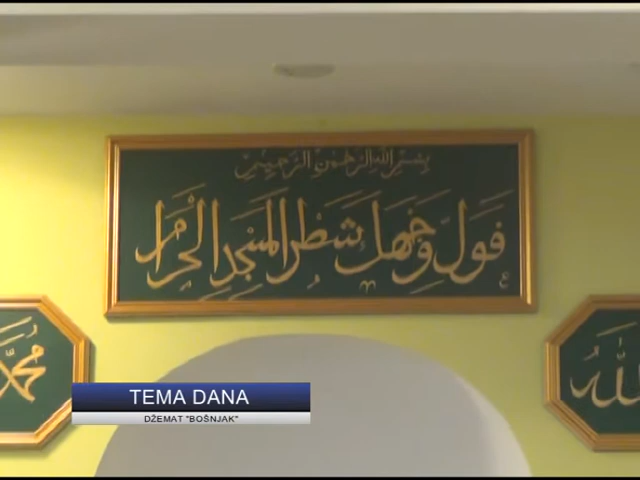 بسم الله الرحمن الرحيم
فول وجهك شطر المسجد الحرام
ع
محمد
الله
TEMA DANA
DŽEMAT "BOŠNJAK"